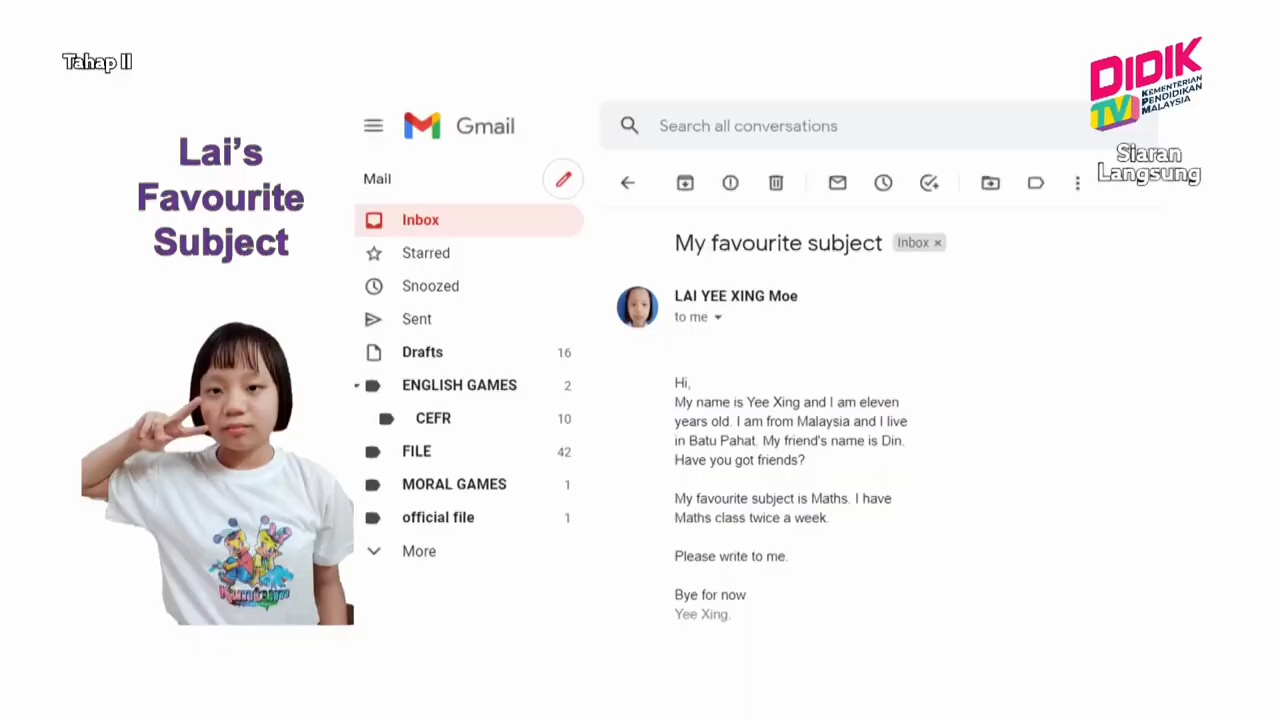 Tahap II
DIDIK
TV
KEMENTERIAN
PENDIDIKAN
MALAYSIA
Siaran
Langsung
Lai's
Favourite
Subject
Gmail
Search all conversations
Mail
Inbox
Starred
Snoozed
Sent
Drafts 16
ENGLISH GAMES 2
CEFR 10
FILE 42
MORAL GAMES 1
official file 1
More
My favourite subject Inbox ×
LAI YEE XING Moe
to me
Hi,
My name is Yee Xing and I am eleven
years old. I am from Malaysia and I live
in Batu Pahat. My friend's name is Din.
Have you got friends?
My favourite subject is Maths. I have
Maths class twice a week.
Please write to me.
Bye for now
Yee Xing.